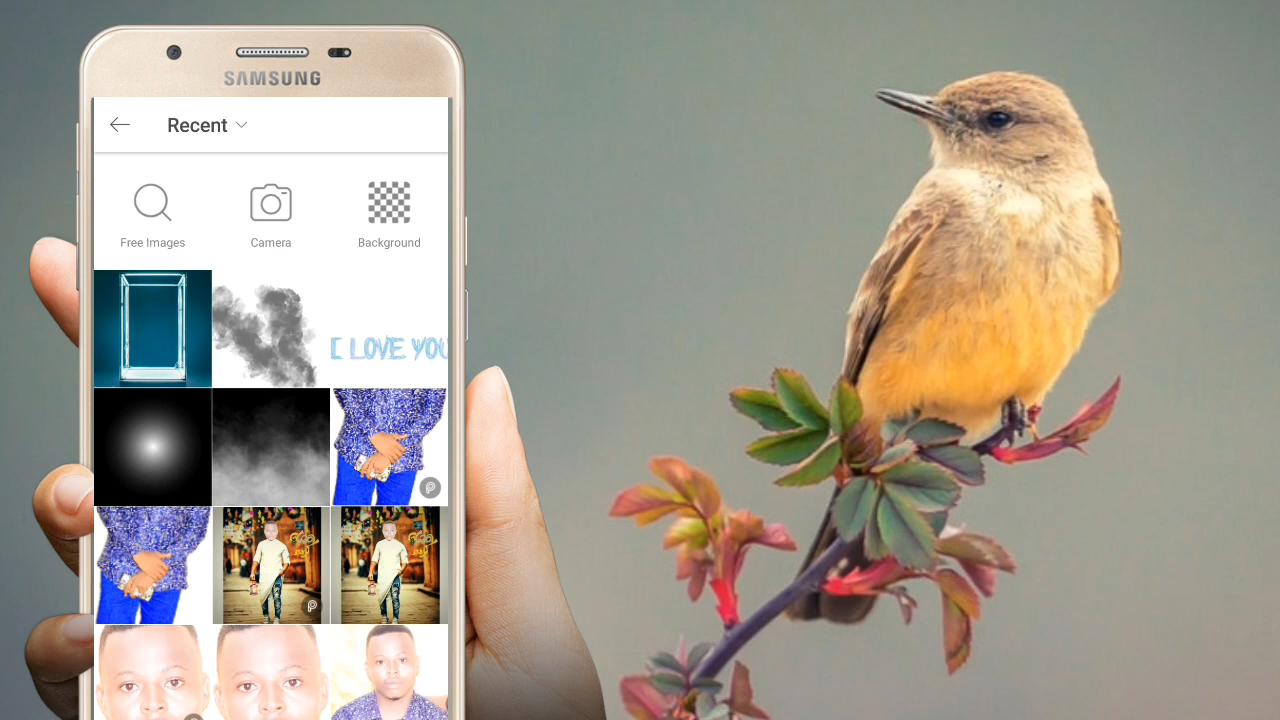 SAMSUNG
Recent
Free Images
Camera
Background
I LOVE YOU